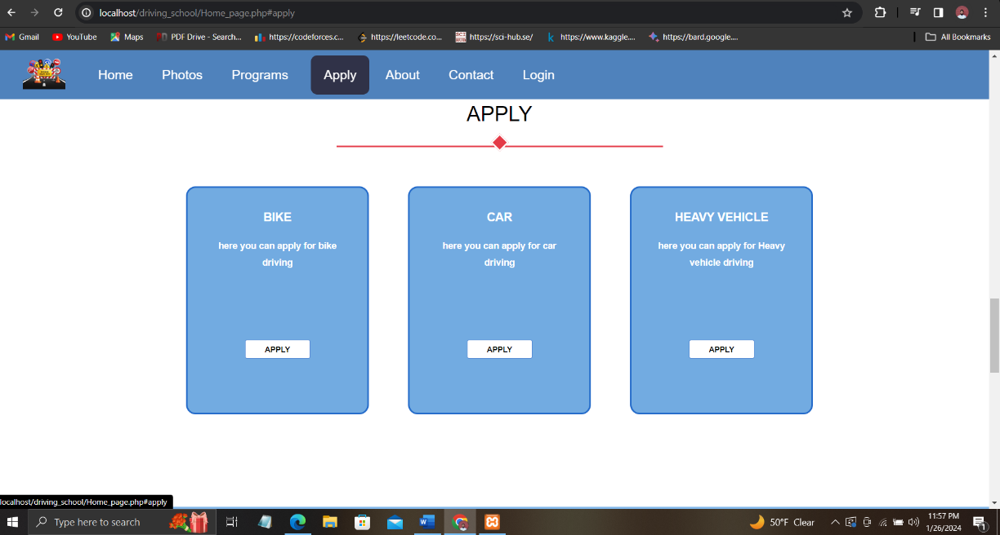 localhost/driving_school/Home_page.php#apply
Gmail YouTube Maps PDF Drive - Search... https://codeforces.c... https://leetcode.co... SCI HUB https://sci-hub.se/ k https://www.kaggle.... https://bard.google.... All Bookmarks
Home Photos Programs Apply About Contact Login
APPLY
BIKE CAR HEAVY VEHICLE
here you can apply for bike here you can apply for car here you can apply for Heavy
driving driving vehicle driving
APPLY APPLY APPLY
localhost/driving_school/Home_page.php#apply
Type here to search 50°F Clear 11:57 PM
1/26/2024 1